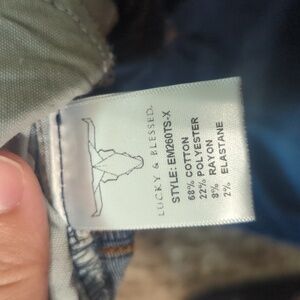 LUCKY & BLESSED.
STYLE: EM260TS-X
68% COTTON
22% POLYESTER
8% RAYON
2% ELASTANE